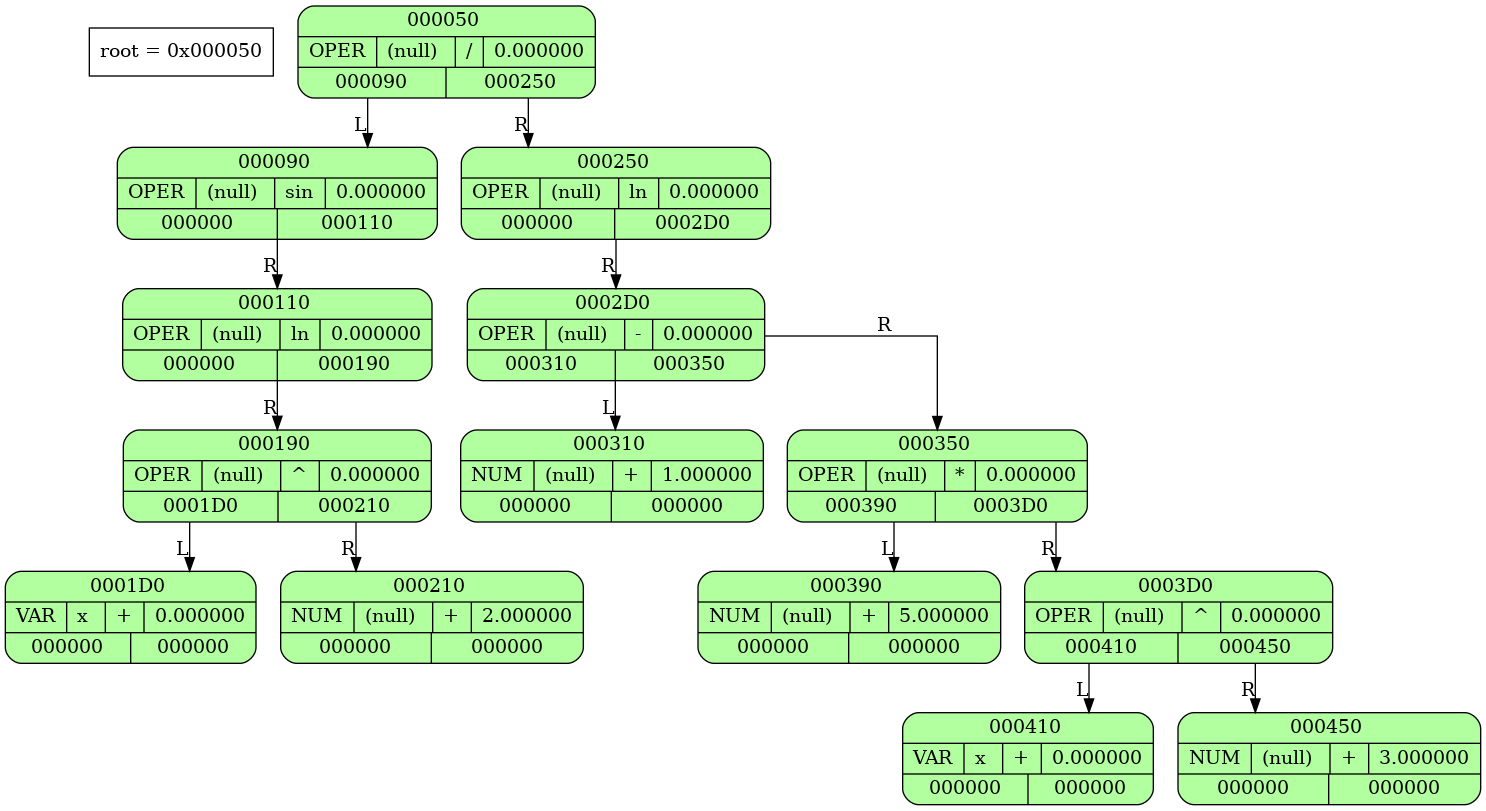 root = 0x000050
000050
OPER (null) / 0.000000
000090 000250
L R
000090
OPER (null) sin 0.000000
000000 000110
000250
OPER (null) ln 0.000000
000000 0002D0
R R
000110
OPER (null) ln 0.000000
000000 000190
0002D0
OPER (null) - 0.000000
000310 000350
R
R L
000190
OPER (null) ^ 0.000000
0001D0 000210
000310
NUM (null) + 1.000000
000000 000000
000350
OPER (null) * 0.000000
000390 0003D0
L R L R
0001D0
VAR x + 0.000000
000000 000000
000210
NUM (null) + 2.000000
000000 000000
000390
NUM (null) + 5.000000
000000 000000
0003D0
OPER (null) ^ 0.000000
000410 000450
L R
000410
VAR x + 0.000000
000000 000000
000450
NUM (null) + 3.000000
000000 000000